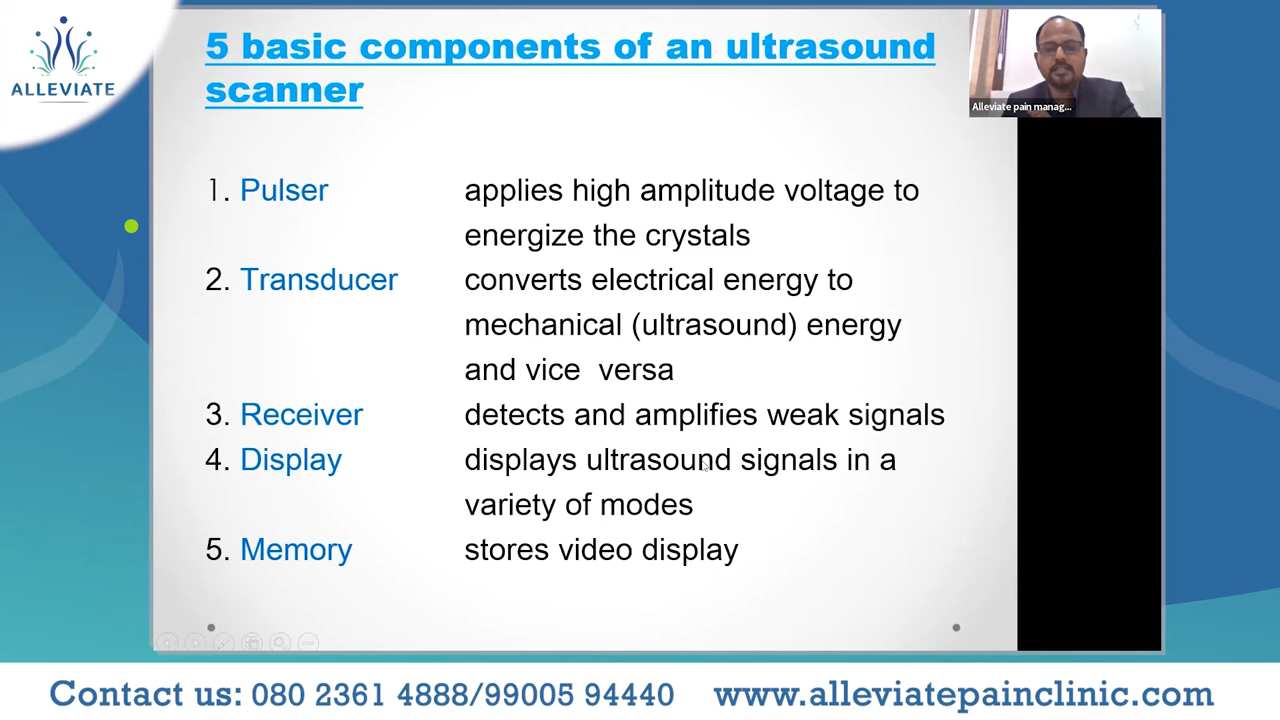 ALLEVIATE
5 basic components of an ultrasound
scanner
Alleviate pain manag...
1. Pulser applies high amplitude voltage to
energize the crystals
2. Transducer converts electrical energy to
mechanical (ultrasound) energy
and vice versa
3. Receiver detects and amplifies weak signals
4. Display displays ultrasound signals in a
variety of modes
5. Memory stores video display
Contact us: 080 2361 4888/99005 94440 www.alleviatepainclinic.com